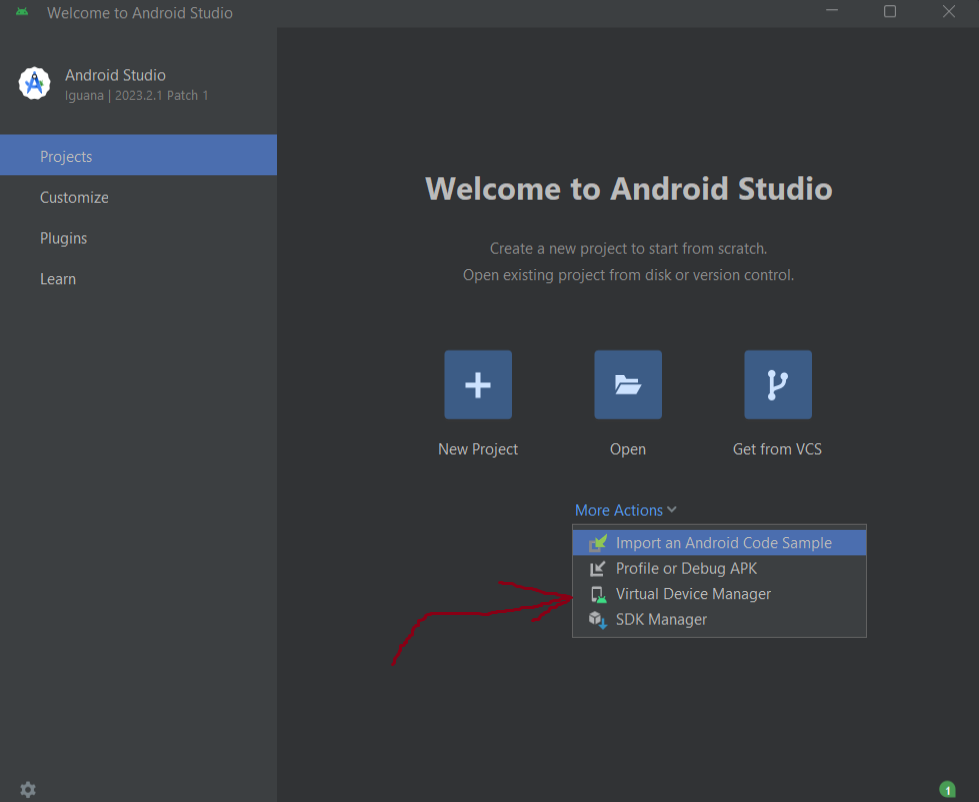 Welcome to Android Studio
Android Studio
Iguana | 2023.2.1 Patch 1
Projects
Customize
Plugins
Learn
Welcome to Android Studio
Create a new project to start from scratch.
Open existing project from disk or version control.
New Project
Open
Get from VCS
More Actions
Import an Android Code Sample
Profile or Debug APK
Virtual Device Manager
SDK Manager
1